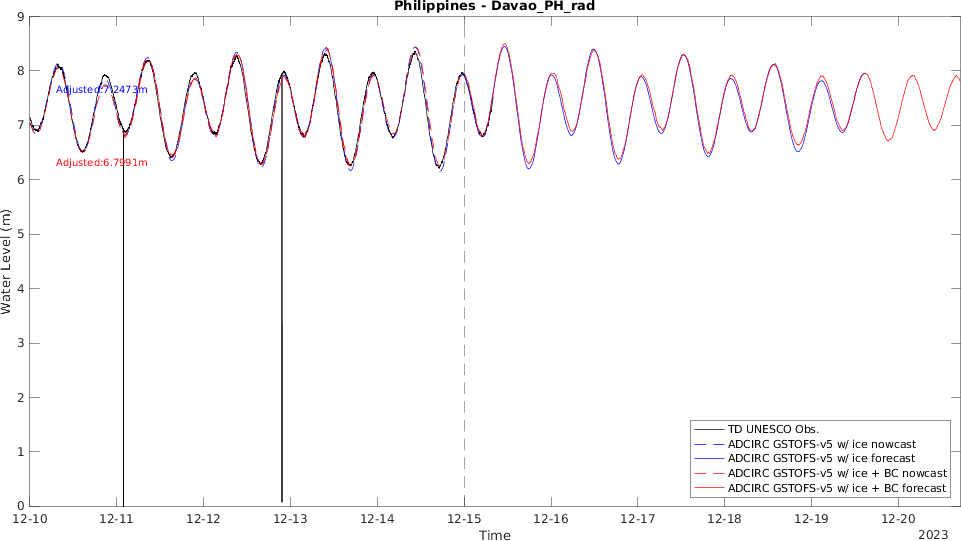 Philippines - Davao_PH_rad
9
8
7
6
5
4
3
2
1
0
Water Level (m)
Adjusted:7.2473m
Adjusted:6.7991m
TD UNESCO Obs.
ADCIRC GSTOFS-v5 w/ ice nowcast
ADCIRC GSTOFS-v5 w/ ice forecast
ADCIRC GSTOFS-v5 w/ ice + BC nowcast
ADCIRC GSTOFS-v5 w/ ice + BC forecast
12-10 12-11 12-12 12-13 12-14 12-15 12-16 12-17 12-18 12-19 12-20
Time
2023